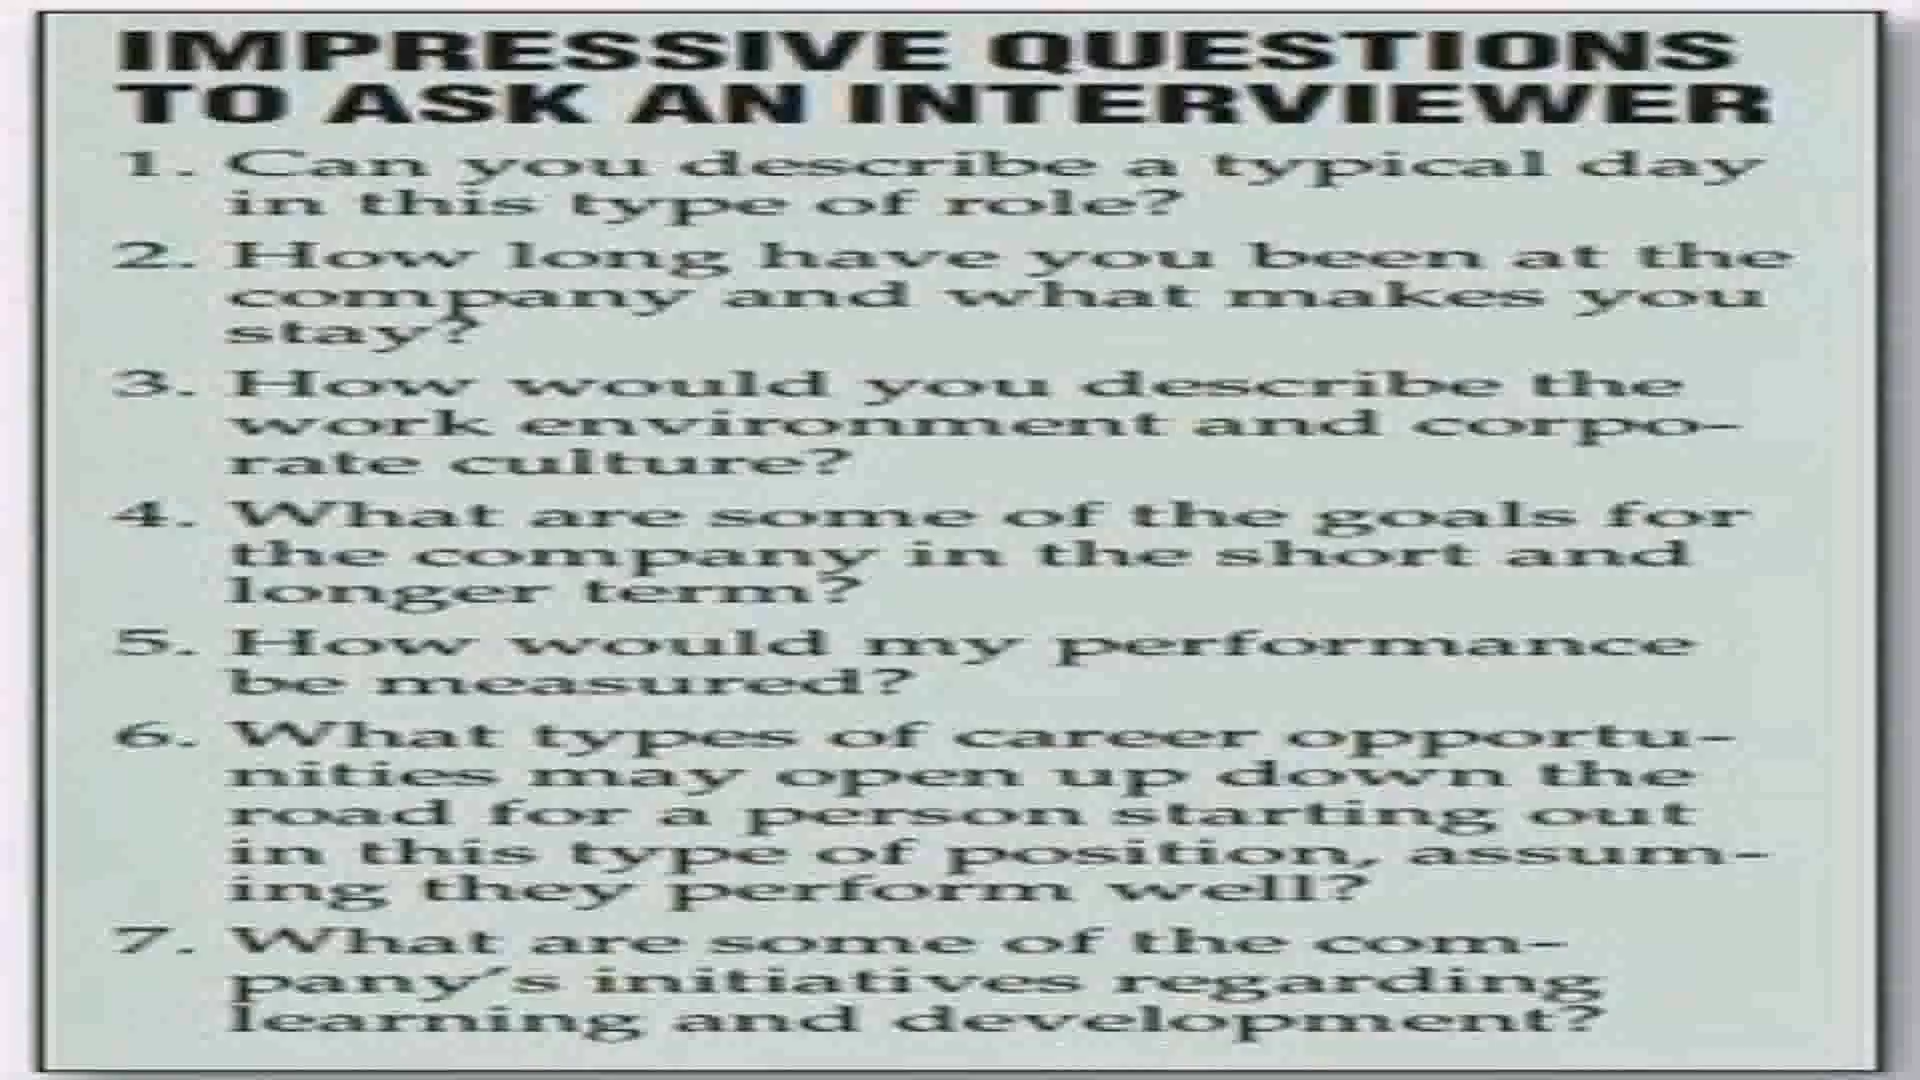 IMPRESSIVE QUESTIONS
TO ASK AN INTERVIEWER
1. Can you describe a typical day
in this type of role?
2. How long have you been at the
company and what makes you
stay?
3. How would you describe the
work environment and corpo-
rate culture?
4. What are some of the goals for
the company in the short and
longer term?
5. How would my performance
be measured?
6. What types of career opportu-
nities may open up down the
road for a person starting out
in this type of position, assum-
ing they perform well?
7. What are some of the com-
pany's initiatives regarding
learning and development?